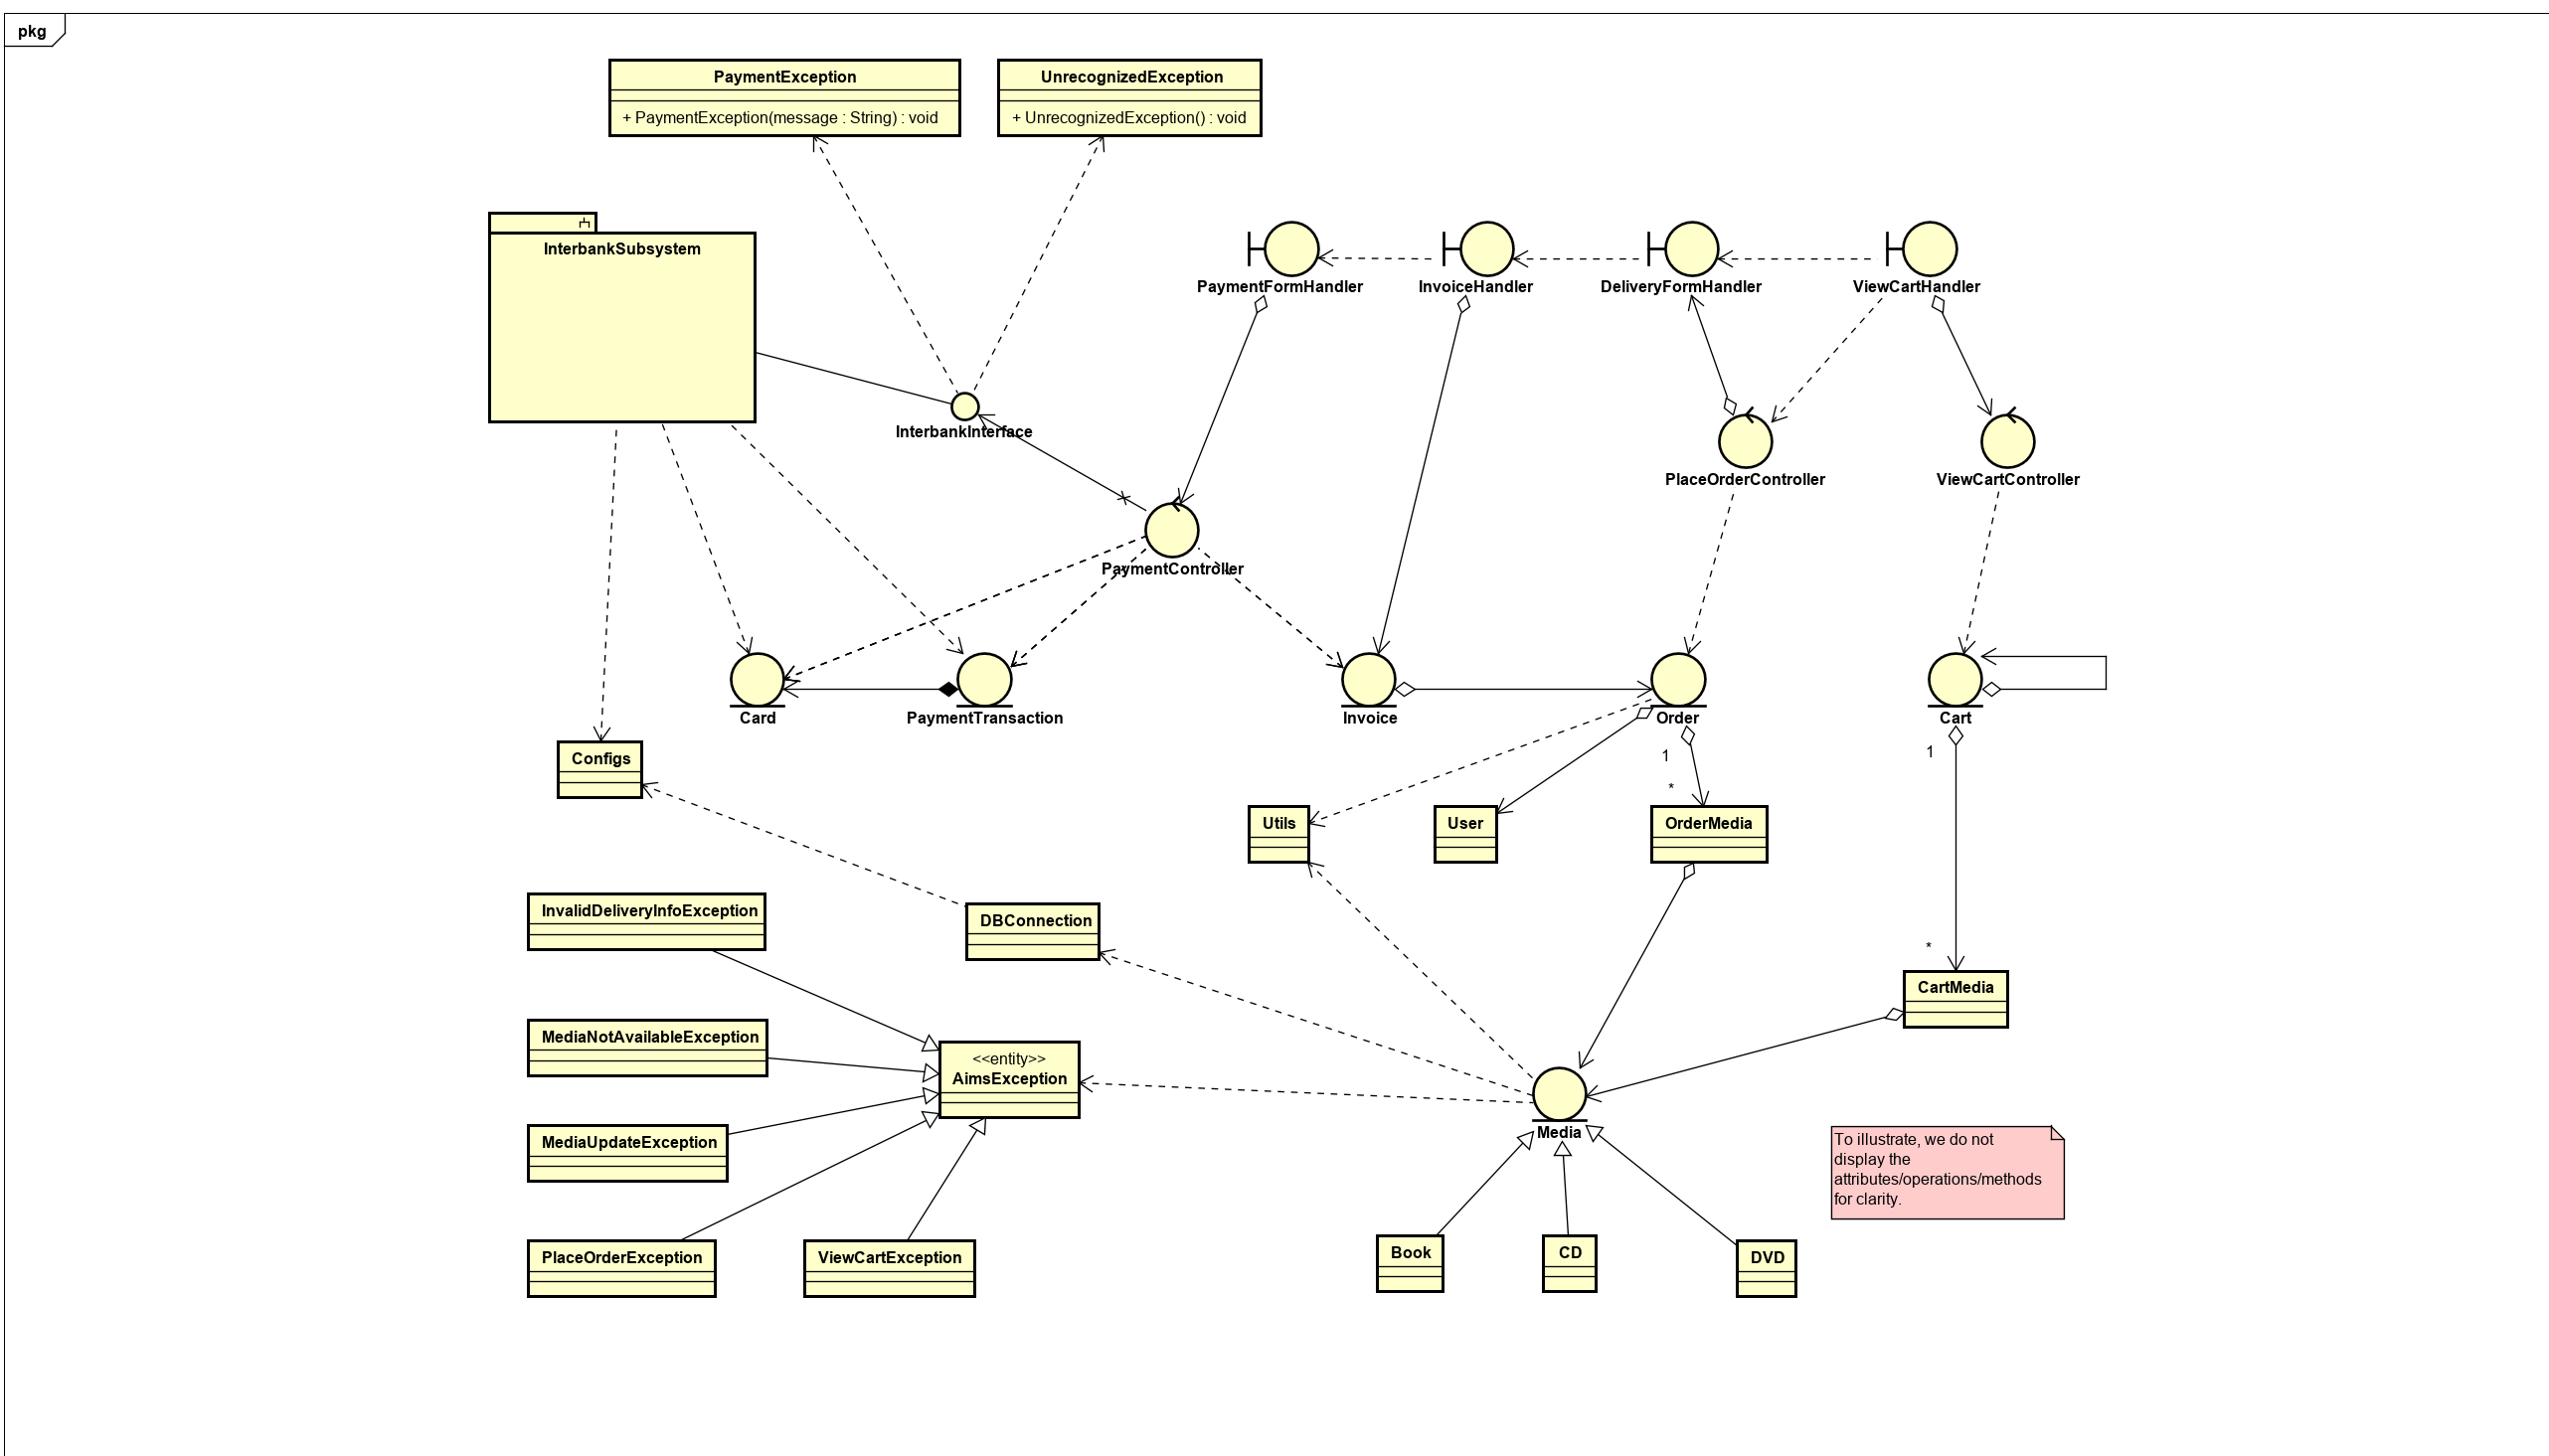 pkg
PaymentException
+ PaymentException(message : String) : void
UnrecognizedException
+ UnrecognizedException() : void
InterbankSubsystem
PaymentFormHandler
InvoiceHandler
DeliveryFormHandler
ViewCartHandler
InterbankInterface
PlaceOrderController
ViewCartController
PaymentController
Card
PaymentTransaction
Invoice
Order
Cart
1
*
1
*
Configs
Utils
User
OrderMedia
InvalidDeliveryInfoException
DBConnection
CartMedia
MediaNotAvailableException
<<entity>>
AimsException
MediaUpdateException
Media
To illustrate, we do not
display the
attributes/operations/methods
for clarity.
PlaceOrderException
ViewCartException
Book
CD
DVD